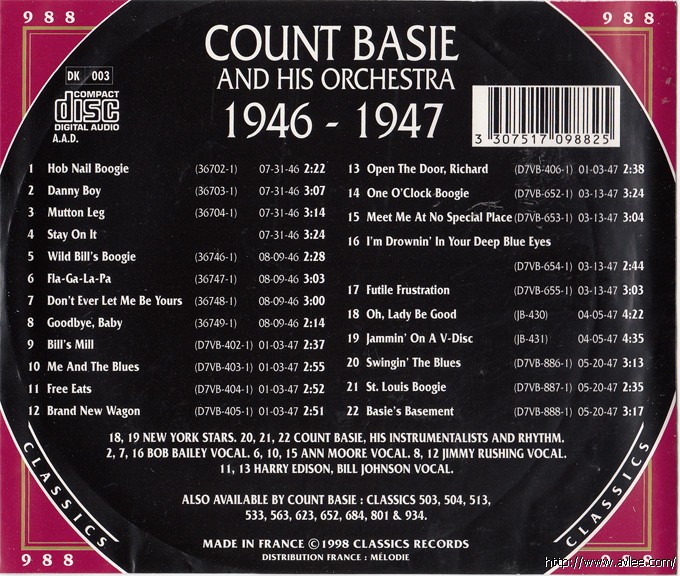 988
988
COUNT BASIE
AND HIS ORCHESTRA
1946 - 1947
DK 003
COMPACT
disc
DIGITAL AUDIO
A.A.D.
3 307517 098825
1 Hob Nail Boogie (36702-1) 07-31-46 2:22
2 Danny Boy (36703-1) 07-31-46 3:07
3 Mutton Leg (36704-1) 07-31-46 3:14
4 Stay On It 07-31-46 3:24
5 Wild Bill's Boogie (36746-1) 08-09-46 2:28
6 Fla-Ga-La-Pa (36747-1) 08-09-46 3:03
7 Don't Ever Let Me Be Yours (36748-1) 08-09-46 3:00
8 Goodbye, Baby (36749-1) 08-09-46 2:14
9 Bill's Mill (D7VB-402-1) 01-03-47 2:37
10 Me And The Blues (D7VB-403-1) 01-03-47 2:55
11 Free Eats (D7VB-404-1) 01-03-47 2:52
12 Brand New Wagon (D7VB-405-1) 01-03-47 2:51
13 Open The Door, Richard (D7VB-406-1) 01-03-47 2:38
14 One O'Clock Boogie (D7VB-652-1) 03-13-47 3:24
15 Meet Me At No Special Place (D7VB-653-1) 03-13-47 3:04
16 I'm Drownin' In Your Deep Blue Eyes
(D7VB-654-1) 03-13-47 2:44
17 Futile Frustration (D7VB-655-1) 03-13-47 3:03
18 Oh, Lady Be Good (JB-430) 04-05-47 4:22
19 Jammin' On A V-Disc (JB-431) 04-05-47 4:35
20 Swingin' The Blues (D7VB-886-1) 05-20-47 3:13
21 St. Louis Boogie (D7VB-887-1) 05-20-47 2:35
22 Basie's Basement (D7VB-888-1) 05-20-47 3:17
18, 19 NEW YORK STARS. 20, 21, 22 COUNT BASIE, HIS INSTRUMENTALISTS AND RHYTHM.
2, 7, 16 BOB BAILEY VOCAL. 6, 10, 15 ANN MOORE VOCAL. 8, 12 JIMMY RUSHING VOCAL.
11, 13 HARRY EDISON, BILL JOHNSON VOCAL.
ALSO AVAILABLE BY COUNT BASIE : CLASSICS 503, 504, 513,
533, 563, 623, 652, 684, 801 & 934.
MADE IN FRANCE ©1998 CLASSICS RECORDS
DISTRIBUTION FRANCE : MÉLODIE
CLASSICS
CLASSICS
988
988
http://www.avlee.com/